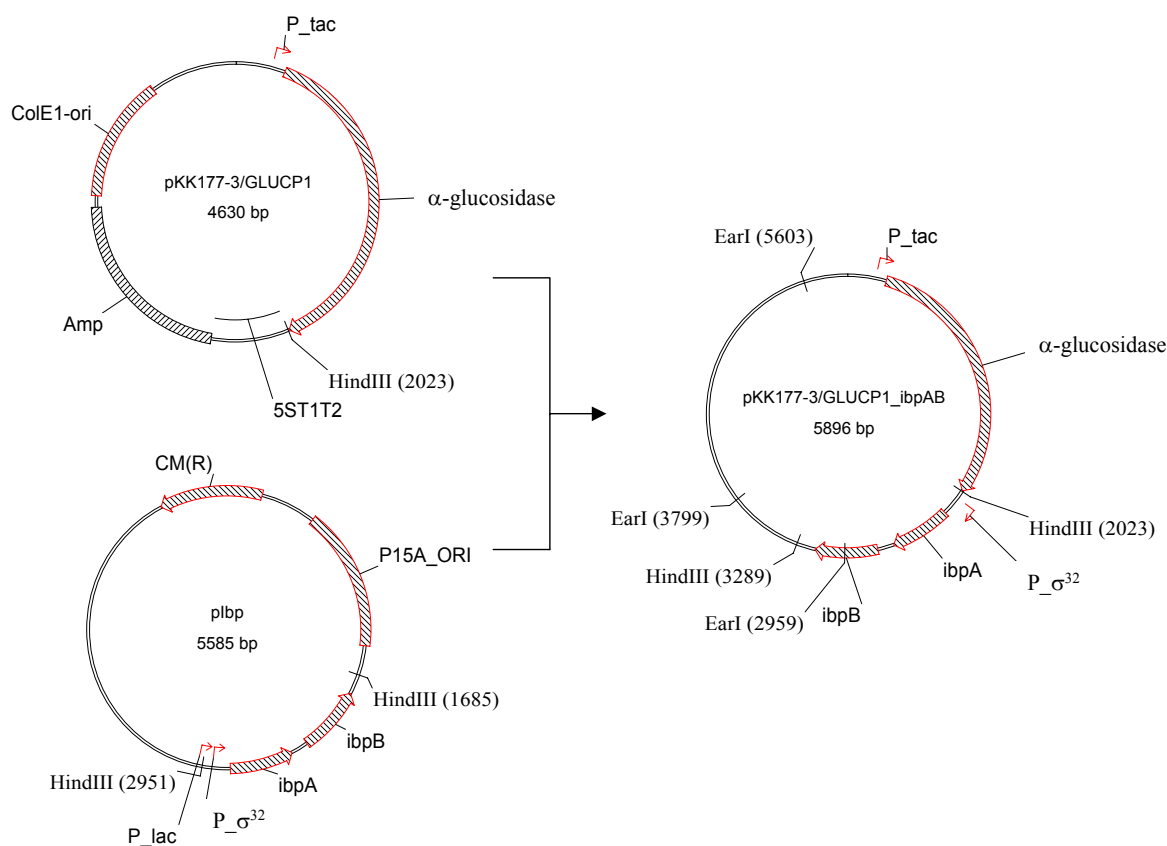 P_tac
ColE1-ori
pKK177-3/GLUCP1
4630 bp
α-glucosidase
Amp
HindIII (2023)
5ST1T2
CM(R)
P15A_ORI
pIbp
5585 bp
HindIII (1685)
ibpB
ibpA
HindIII (2951)
P_σ32
P_lac
EarI (5603)
P_tac
α-glucosidase
pKK177-3/GLUCP1_ibpAB
5896 bp
EarI (3799)
HindIII (2023)
HindIII (3289)
ibpA
P_σ32
EarI (2959)
ibpB